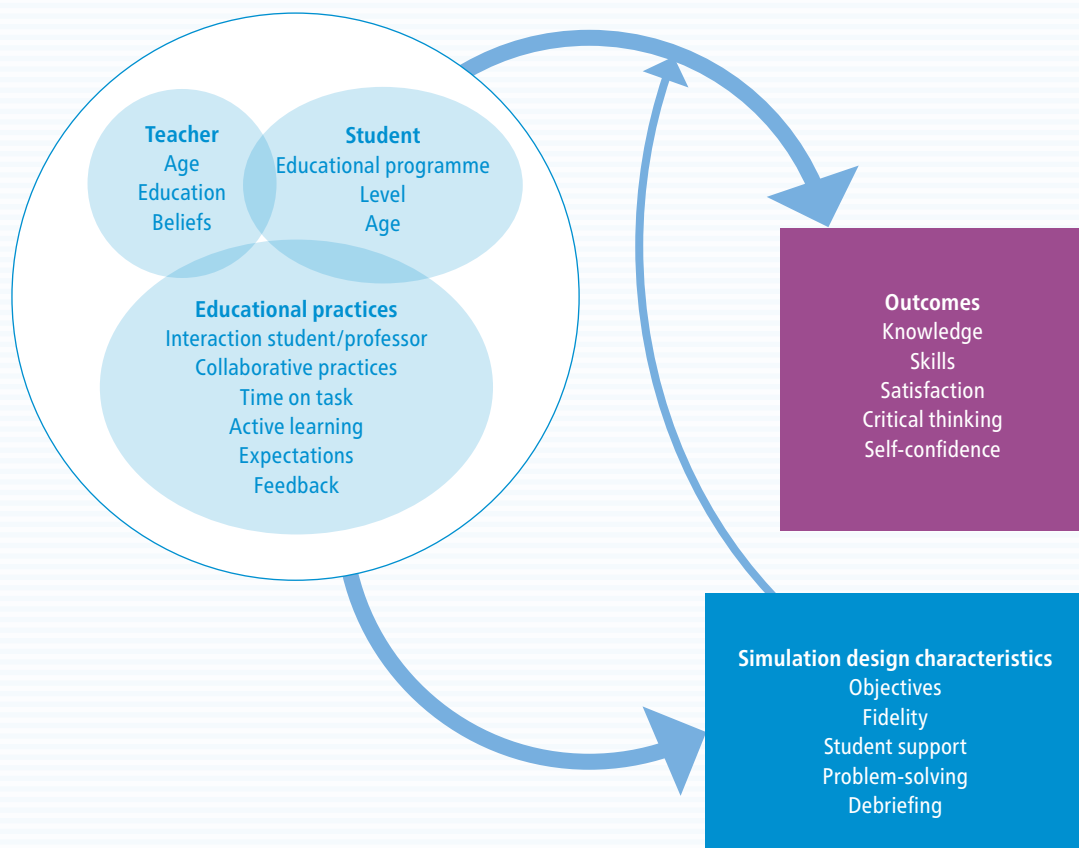 Teacher
Age
Education
Beliefs
Student
Educational programme
Level
Age
Educational practices
Interaction student/professor
Collaborative practices
Time on task
Active learning
Expectations
Feedback
Outcomes
Knowledge
Skills
Satisfaction
Critical thinking
Self-confidence
Simulation design characteristics
Objectives
Fidelity
Student support
Problem-solving
Debriefing